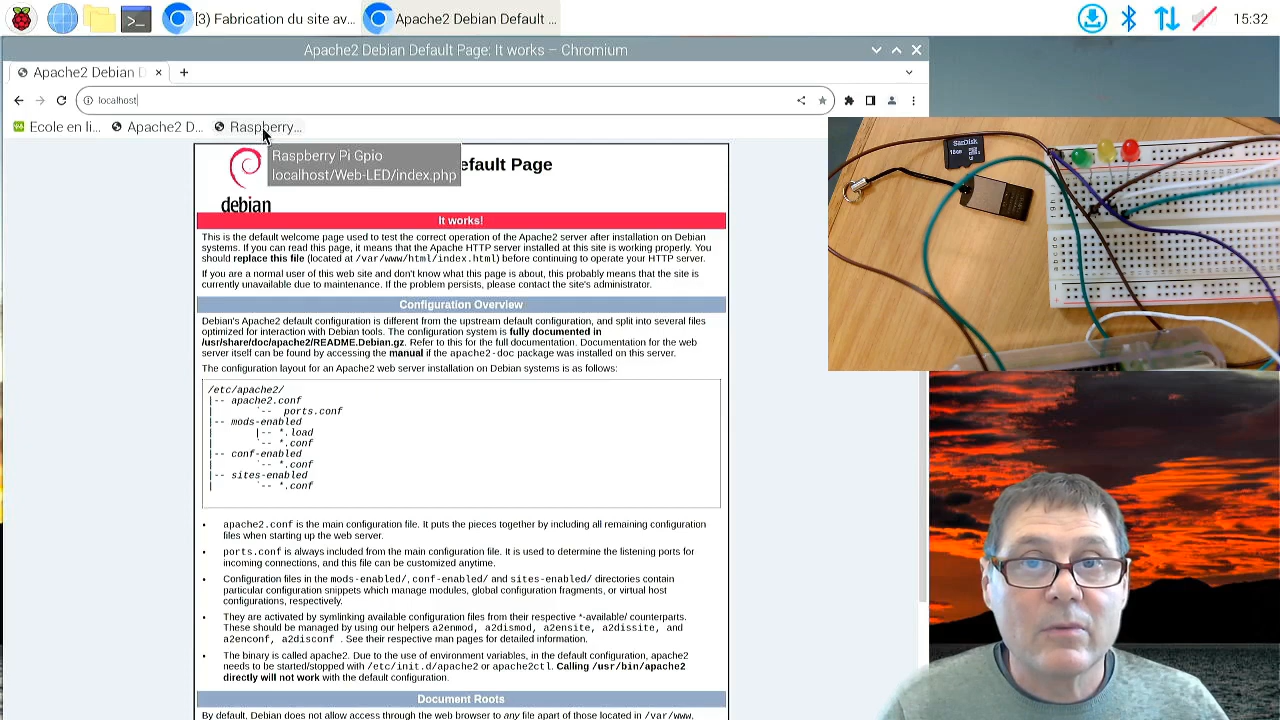 [3) Fabrication du site av...
Apache2 Debian Default ...
15:32
Apache2 Debian Default Page: It works – Chromium
Apache2 Debian D
localhost
Ecole en li...
Apache2 D...
Raspberry...
Raspberry Pi Gpio
localhost/Web-LED/index.php
efault Page
debian
It works!
This is the default welcome page used to test the correct operation of the Apache2 server after installation on Debian
systems. If you can read this page, it means that the Apache HTTP server installed at this site is working properly. You
should replace this file (located at /var/www/html/index.html) before continuing to operate your HTTP server.
If you are a normal user of this web site and don't know what this page is about, this probably means that the site is
currently unavailable due to maintenance. If the problem persists, please contact the site's administrator.
Configuration Overview
Debian's Apache2 default configuration is different from the upstream default configuration, and split into several files
optimized for interaction with Debian tools. The configuration system is fully documented in
/usr/share/doc/apache2/README.Debian.gz. Refer to this for the full documentation. Documentation for the web
server itself can be found by accessing the manual if the apache2-doc package was installed on this server.
The configuration layout for an Apache2 web server installation on Debian systems is as follows:
/etc/apache2/
|-- apache2.conf
|       `--  ports.conf
|-- mods-enabled
|       |-- *.load
|       `-- *.conf
|-- conf-enabled
|       `-- *.conf
|-- sites-enabled
|       `-- *.conf
• apache2.conf is the main configuration file. It puts the pieces together by including all remaining configuration
files when starting up the web server.
• ports.conf is always included from the main configuration file. It is used to determine the listening ports for
incoming connections, and this file can be customized anytime.
• Configuration files in the mods-enabled/, conf-enabled/ and sites-enabled/ directories contain
particular configuration snippets which manage modules, global configuration fragments, or virtual host
configurations, respectively.
• They are activated by symlinking available configuration files from their respective *-available/ counterparts.
These should be managed by using our helpers a2enmod, a2dismod, a2ensite, a2dissite, and
a2enconf, a2disconf . See their respective man pages for detailed information.
• The binary is called apache2. Due to the use of environment variables, in the default configuration, apache2
needs to be started/stopped with /etc/init.d/apache2 or apache2ctl. Calling /usr/bin/apache2
directly will not work with the default configuration.
Document Roots
By default, Debian does not allow access through the web browser to any file apart of those located in /var/www,
SanDisk